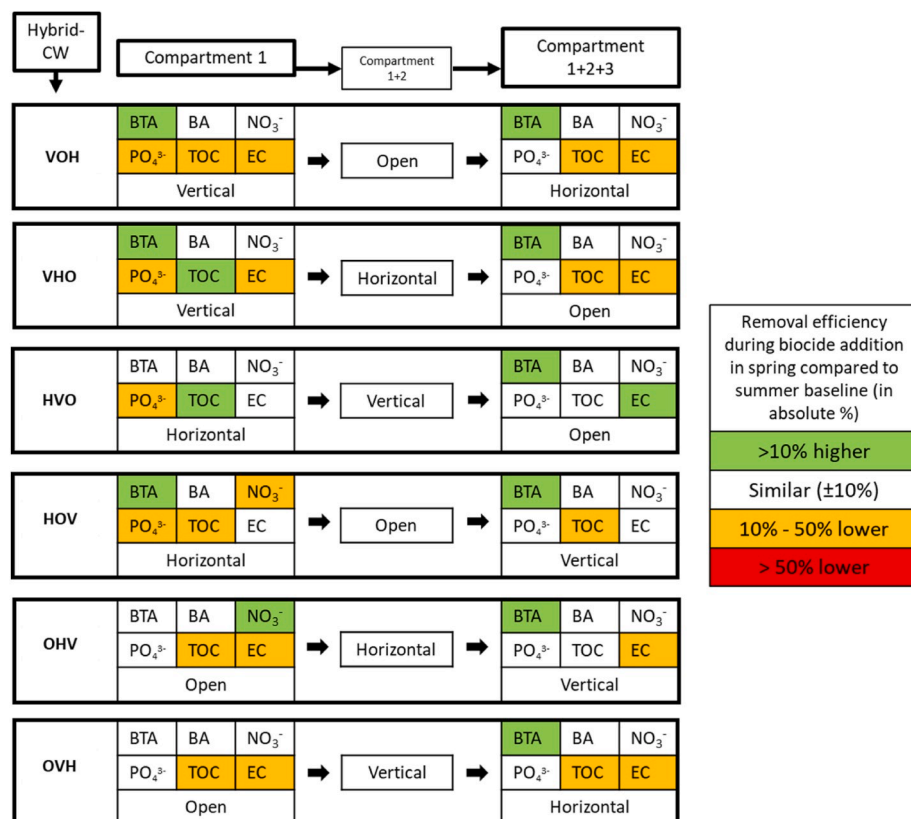 Hybrid-
CW
Compartment 1
Compartment
1+2
Compartment
1+2+3
VOH
BTA BA NO₃⁻
PO₄³⁻ TOC EC
Vertical
Open
BTA BA NO₃⁻
PO₄³⁻ TOC EC
Horizontal
VHO
BTA BA NO₃⁻
PO₄³⁻ TOC EC
Vertical
Horizontal
BTA BA NO₃⁻
PO₄³⁻ TOC EC
Open
HVO
BTA BA NO₃⁻
PO₄³⁻ TOC EC
Horizontal
Vertical
BTA BA NO₃⁻
PO₄³⁻ TOC EC
Open
HOV
BTA BA NO₃⁻
PO₄³⁻ TOC EC
Horizontal
Open
BTA BA NO₃⁻
PO₄³⁻ TOC EC
Vertical
OHV
BTA BA NO₃⁻
PO₄³⁻ TOC EC
Open
Horizontal
BTA BA NO₃⁻
PO₄³⁻ TOC EC
Vertical
OVH
BTA BA NO₃⁻
PO₄³⁻ TOC EC
Open
Vertical
BTA BA NO₃⁻
PO₄³⁻ TOC EC
Horizontal
Removal efficiency
during biocide addition
in spring compared to
summer baseline (in
absolute %)
>10% higher
Similar (±10%)
10% - 50% lower
> 50% lower